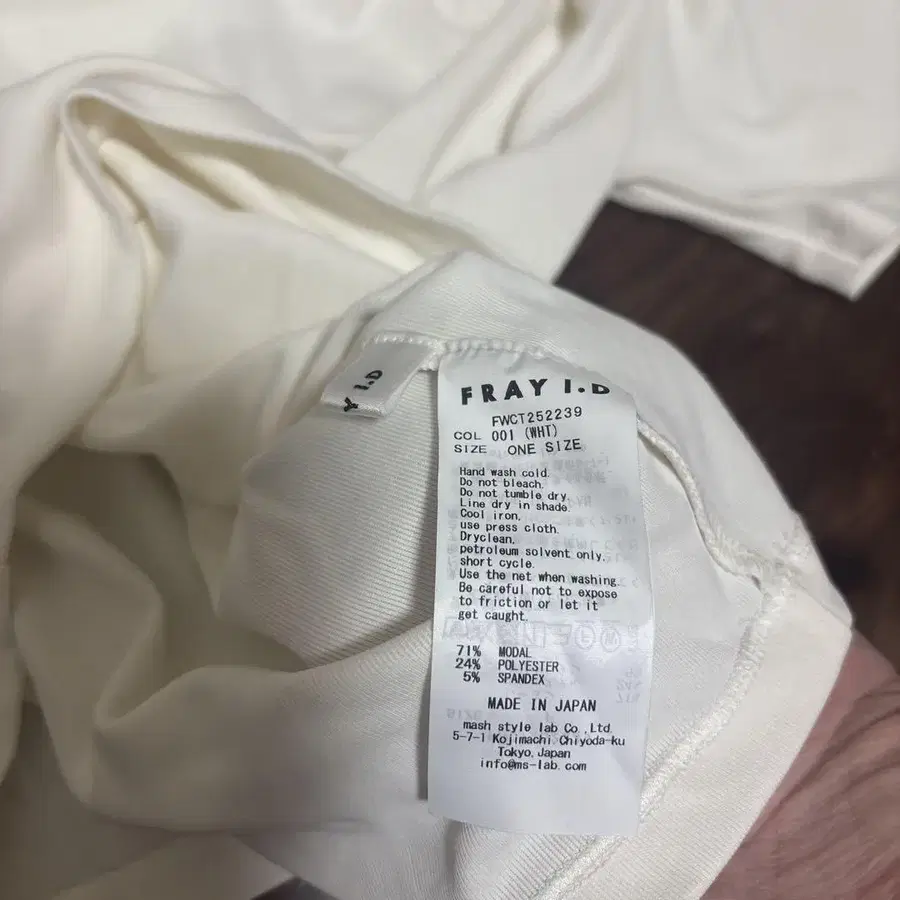 Y I.D
FRAY I.D
FWCT252239
COL 001 (WHT)
SIZE ONE SIZE
Hand wash cold.
Do not bleach.
Do not tumble dry.
Line dry in shade.
Cool iron,
use press cloth.
Dryclean,
petroleum solvent only,
short cycle.
Use the net when washing.
Be careful not to expose
to friction or let it
get caught.
71% MODAL
24% POLYESTER
5% SPANDEX
MADE IN JAPAN
mash style lab Co.,Ltd.
5-7-1 Kojimachi Chiyoda-ku
Tokyo,Japan
info@ms-lab.com